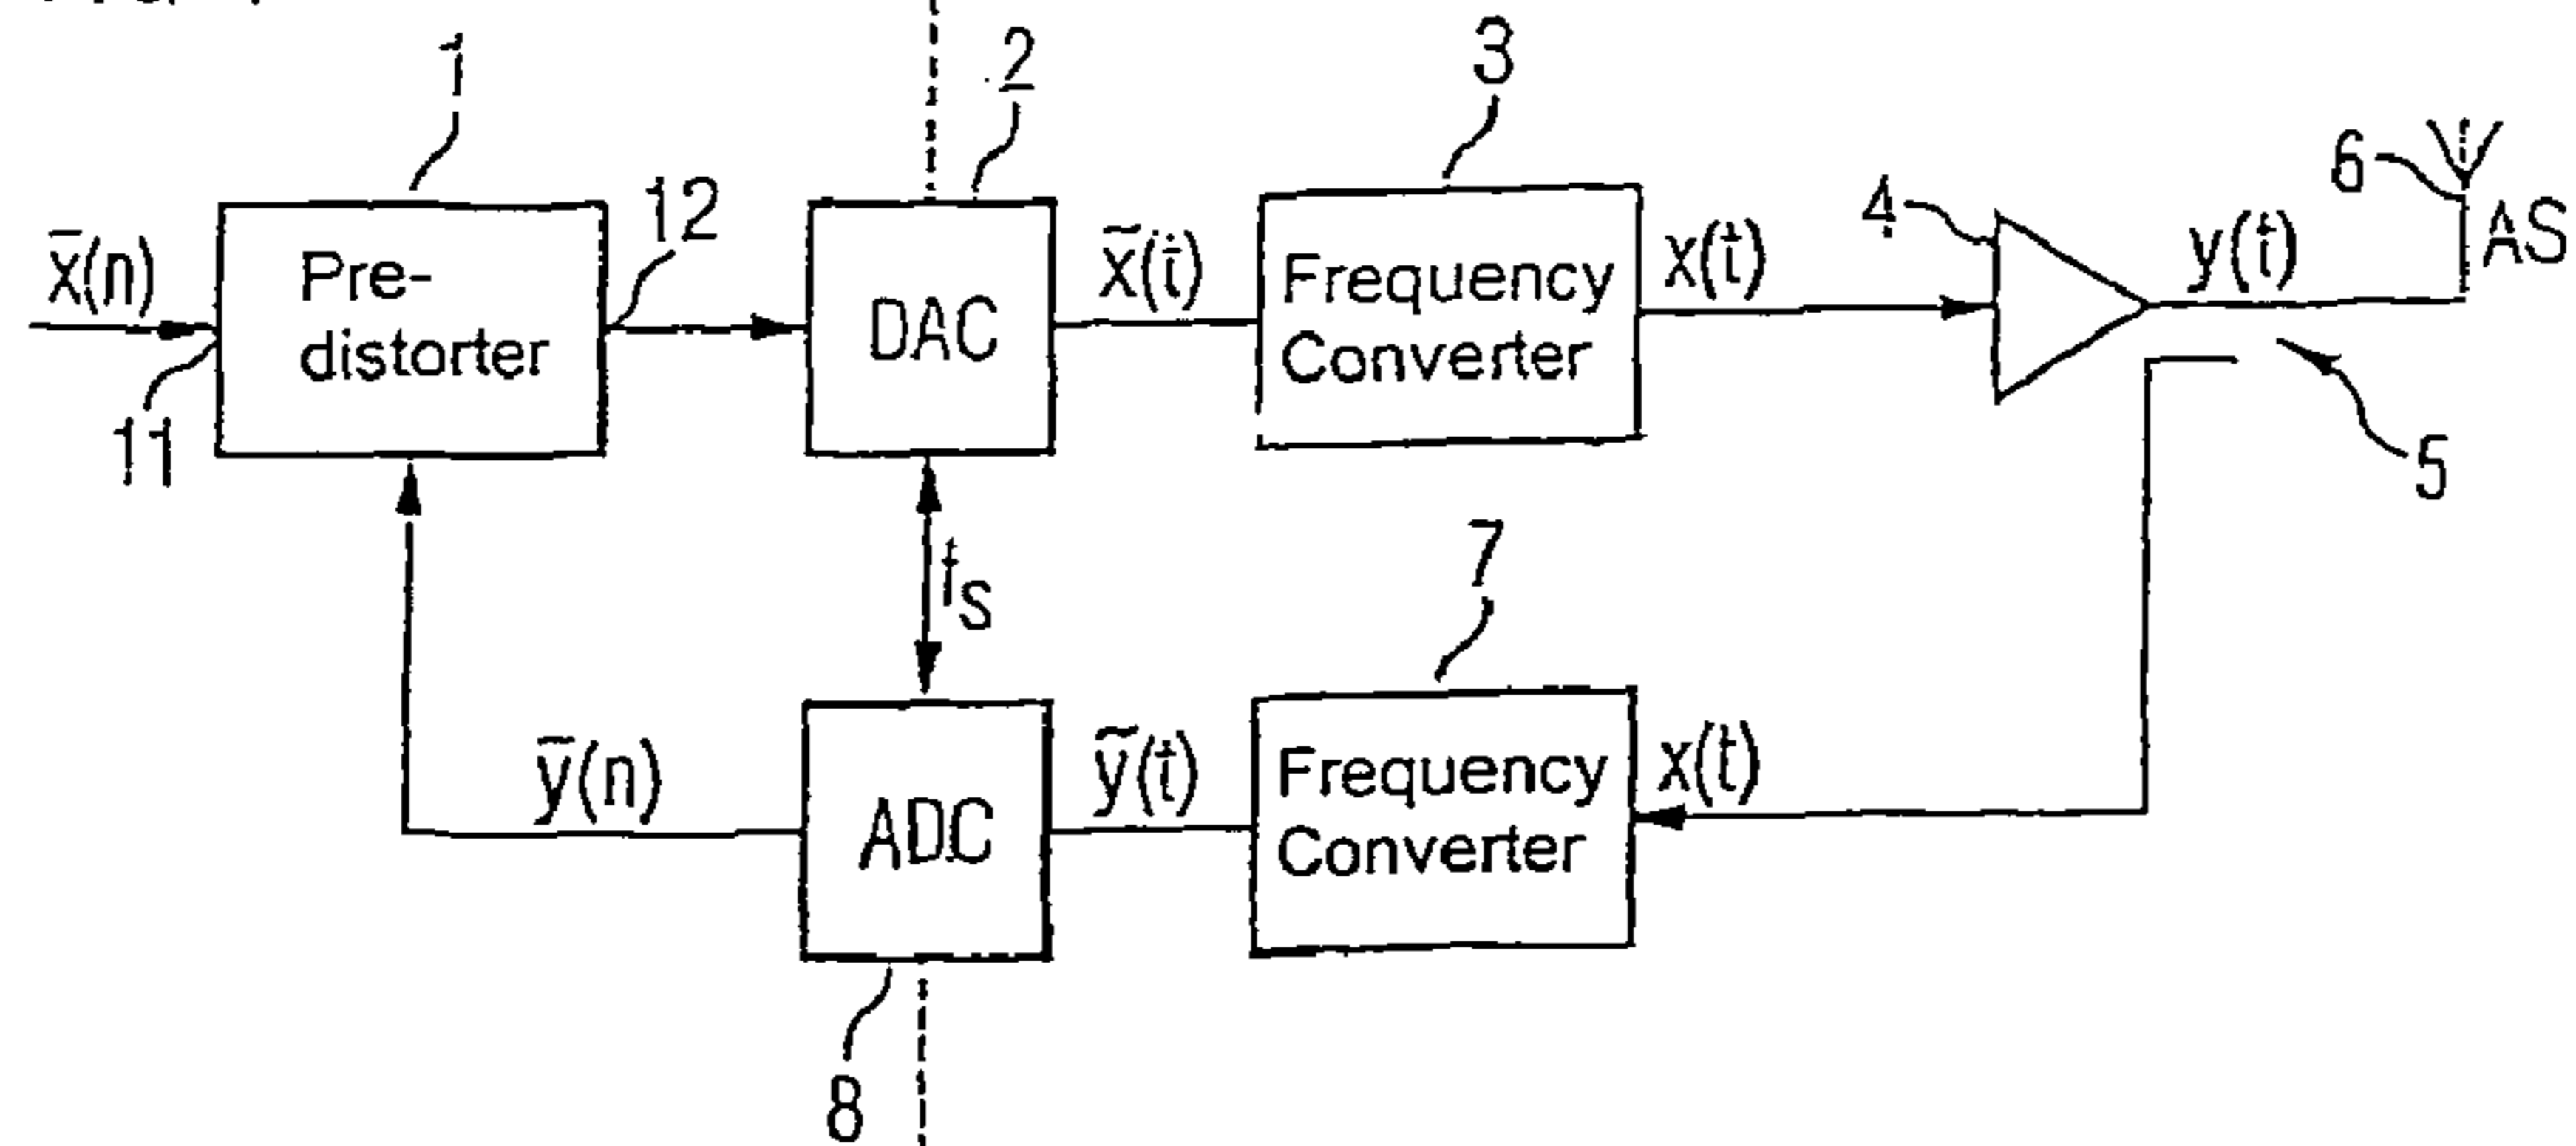 1
2
3
6
4
12
x̄(n)
Pre-
distorter
DAC
x̃(t)
Frequency
Converter
x(t)
y(t)
AS
11
5
fs
7
ȳ(n)
ADC
ỹ(t)
Frequency
Converter
x(t)
8